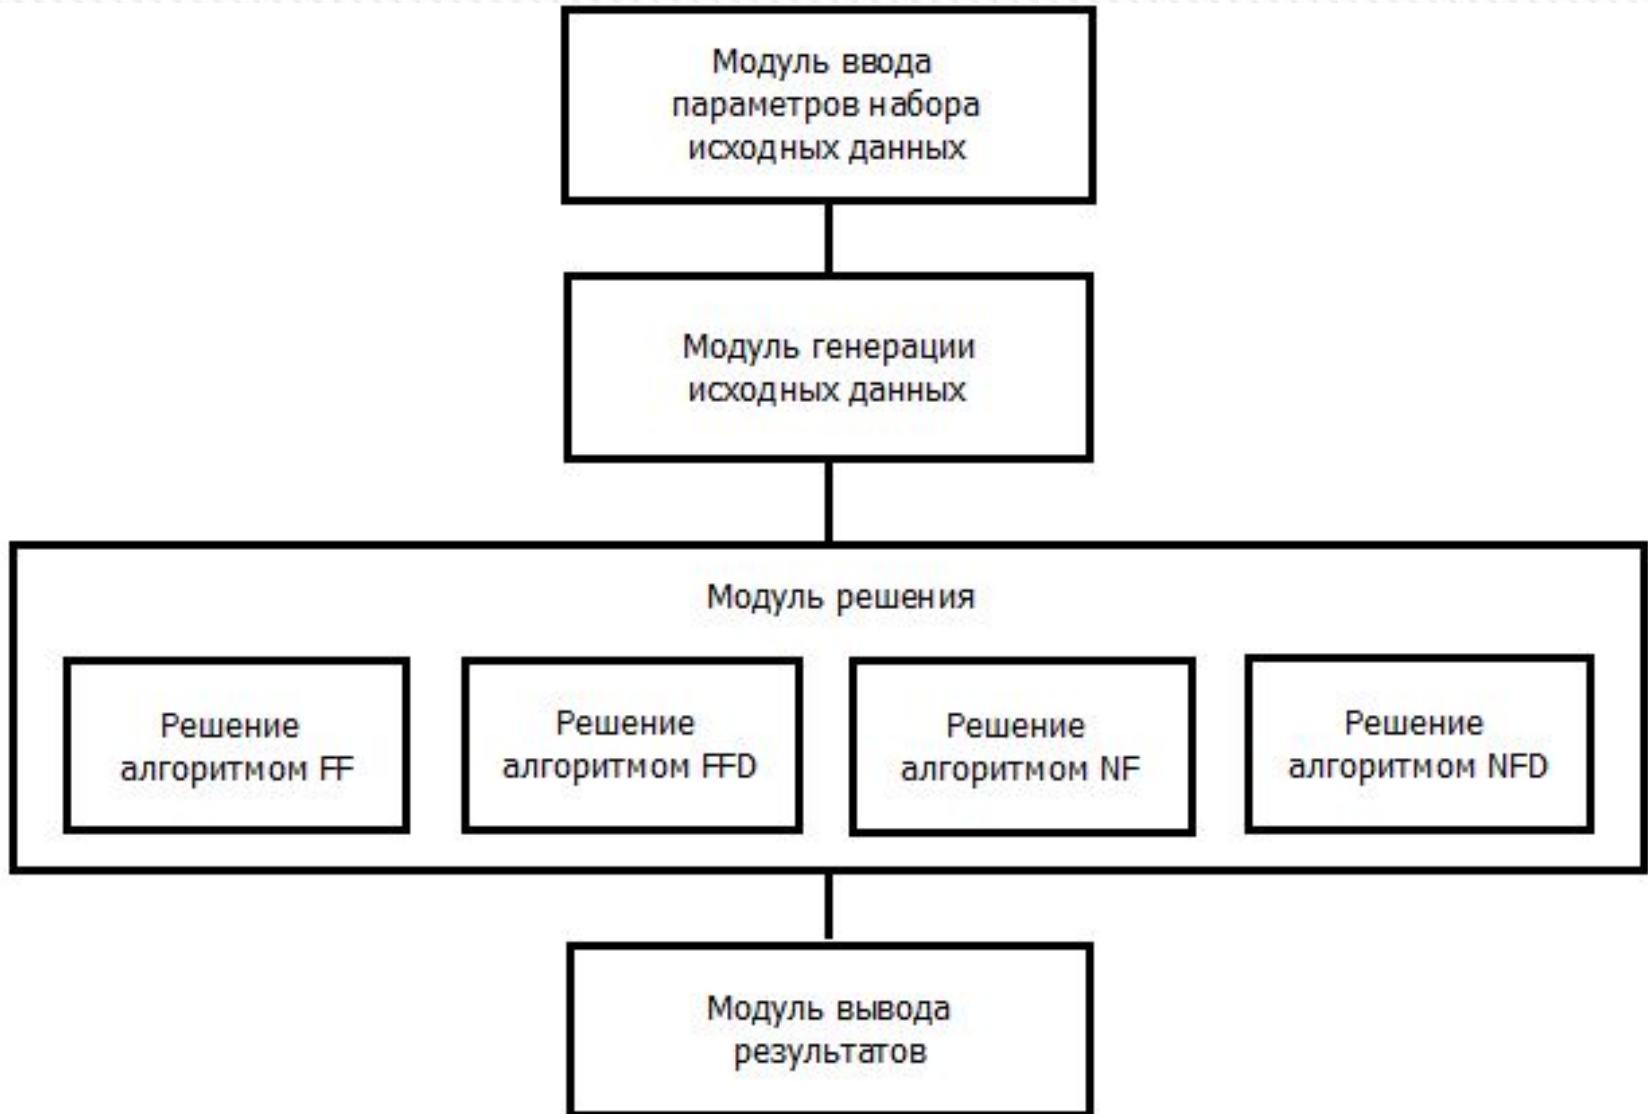 Модуль ввода
параметров набора
исходных данных
Модуль генерации
исходных данных
Модуль решения
Решение
алгоритмом FF
Решение
алгоритмом FFD
Решение
алгоритмом NF
Решение
алгоритмом NFD
Модуль вывода
результатов